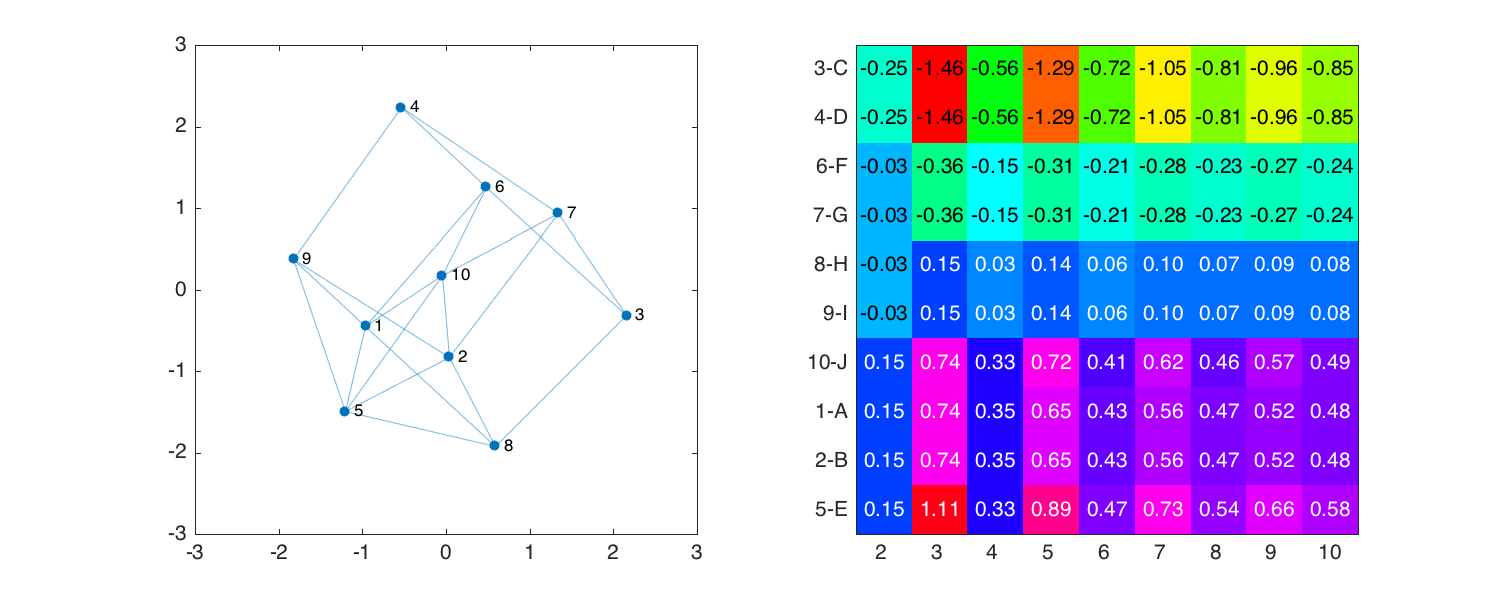 3
2
1
0
-1
-2
-3
-3 -2 -1 0 1 2 3
4
6
7
9
10
3
1
2
5
8
3-C -0.25 -1.46 -0.56 -1.29 -0.72 -1.05 -0.81 -0.96 -0.85
4-D -0.25 -1.46 -0.56 -1.29 -0.72 -1.05 -0.81 -0.96 -0.85
6-F -0.03 -0.36 -0.15 -0.31 -0.21 -0.28 -0.23 -0.27 -0.24
7-G -0.03 -0.36 -0.15 -0.31 -0.21 -0.28 -0.23 -0.27 -0.24
8-H -0.03 0.15 0.03 0.14 0.06 0.10 0.07 0.09 0.08
9-I -0.03 0.15 0.03 0.14 0.06 0.10 0.07 0.09 0.08
10-J 0.15 0.74 0.33 0.72 0.41 0.62 0.46 0.57 0.49
1-A 0.15 0.74 0.35 0.65 0.43 0.56 0.47 0.52 0.48
2-B 0.15 0.74 0.35 0.65 0.43 0.56 0.47 0.52 0.48
5-E 0.15 1.11 0.33 0.89 0.47 0.73 0.54 0.66 0.58
2 3 4 5 6 7 8 9 10